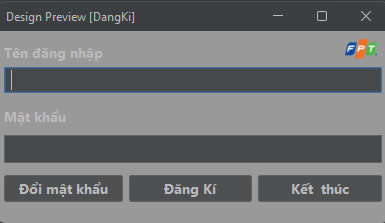 Design Preview [DangKi]
Tên đăng nhập
FPT
Mật khẩu
Đổi mật khẩu
Đăng Kí
Kết thúc